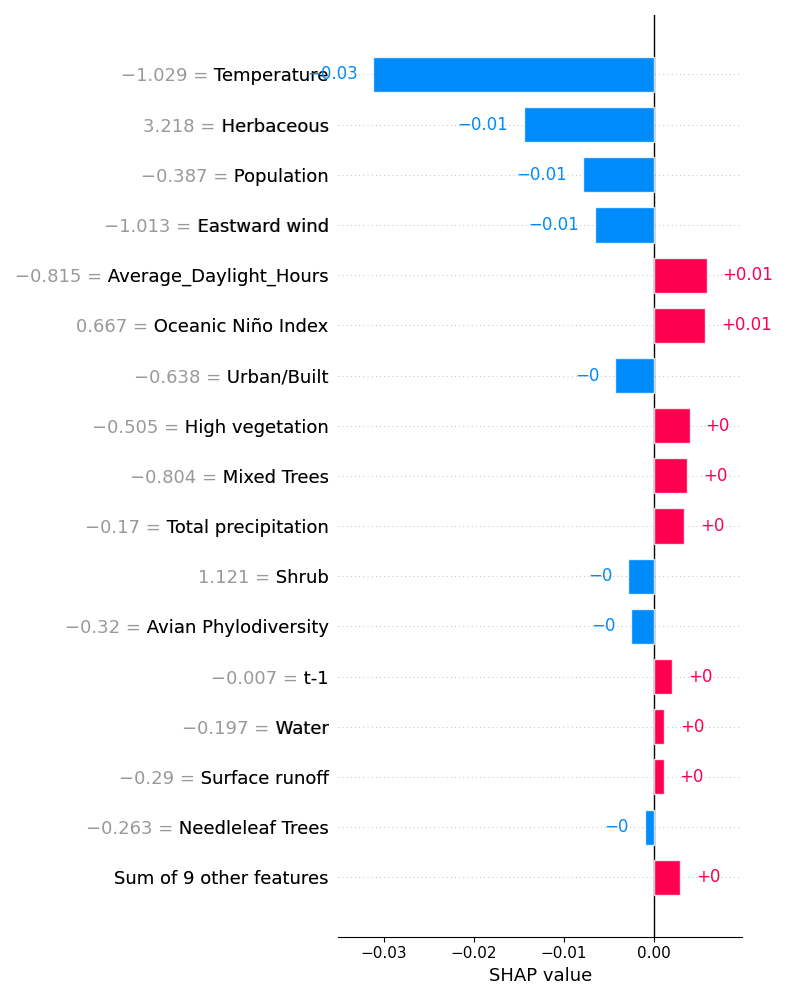 −1.029 = Temperature −0.03
3.218 = Herbaceous −0.01
−0.387 = Population −0.01
−1.013 = Eastward wind −0.01
−0.815 = Average_Daylight_Hours +0.01
0.667 = Oceanic Niño Index +0.01
−0.638 = Urban/Built −0
−0.505 = High vegetation +0
−0.804 = Mixed Trees +0
−0.17 = Total precipitation +0
1.121 = Shrub −0
−0.32 = Avian Phylodiversity −0
−0.007 = t-1 +0
−0.197 = Water +0
−0.29 = Surface runoff +0
−0.263 = Needleleaf Trees −0
Sum of 9 other features +0
−0.03 −0.02 −0.01 0.00
SHAP value